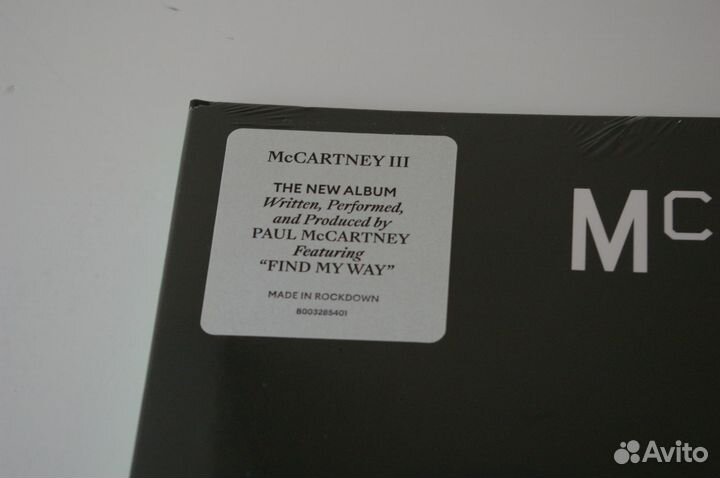 McCARTNEY III
THE NEW ALBUM
Written, Performed,
and Produced by
PAUL McCARTNEY
Featuring
“FIND MY WAY”
MADE IN ROCKDOWN
B003285401
MC
Avito